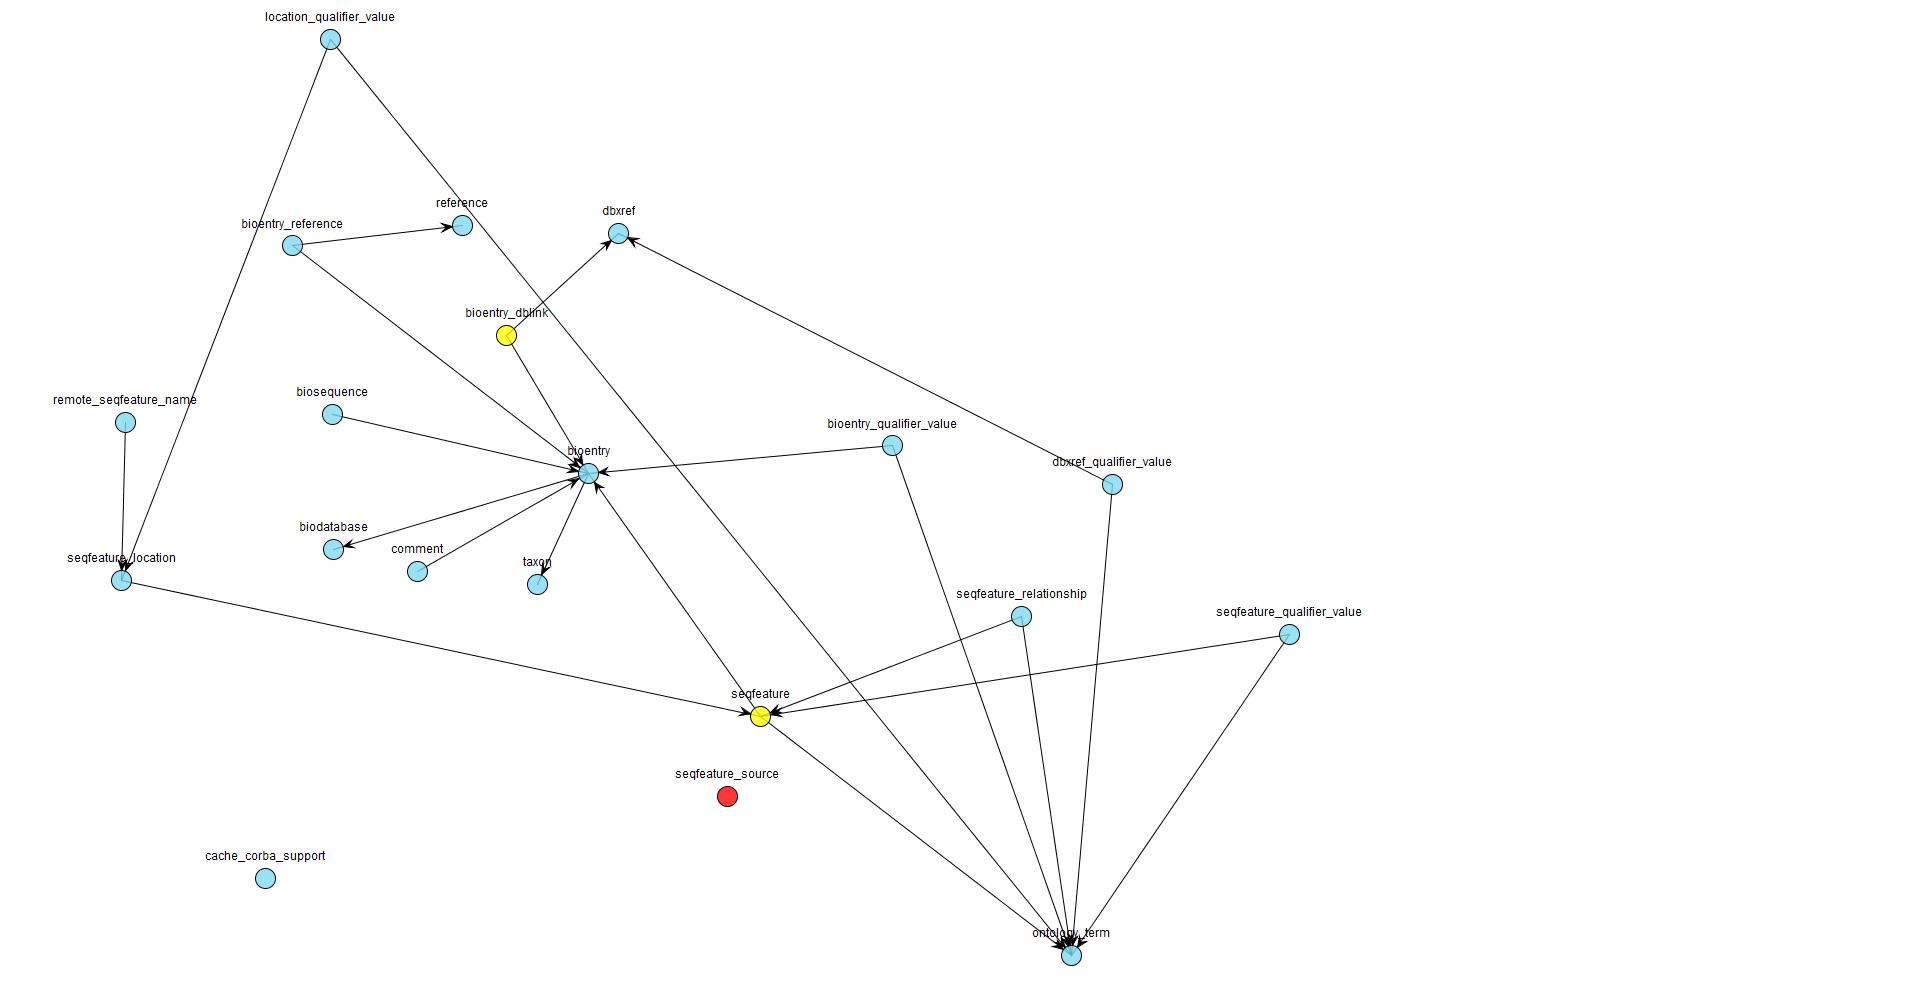 location_qualifier_value
reference
dbxref
bioentry_reference
bioentry_dblink
biosequence
remote_seqfeature_name
bioentry_qualifier_value
bioentry
dbxref_qualifier_value
biodatabase
comment
seqfeature_location
taxon
seqfeature_relationship
seqfeature_qualifier_value
seqfeature
seqfeature_source
cache_corba_support
ontology_term